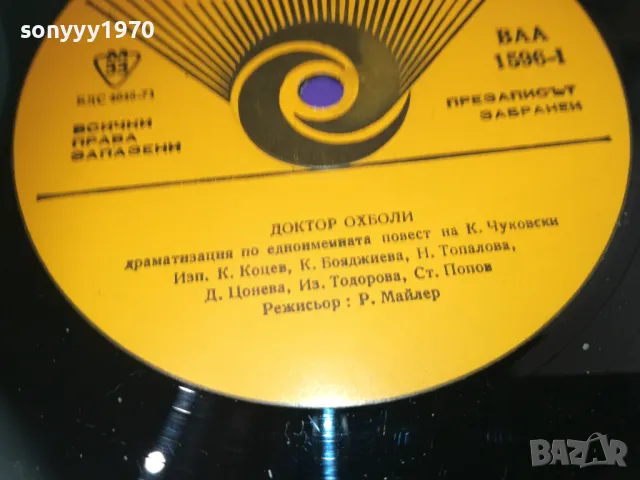 sonyyy1970
ВАА
1596-1
ВСИЧКИ
ПРАВА
ЗАПАЗЕНИ
ПРЕЗАПИСЪТ
ЗАБРАНЕН
ДОКТОР ОХБОЛИ
драматизация по едноименната повест на К. Чуковски
Изп. К. Коцев, К. Бояджиева, Н. Топалова,
Д. Цонева, Из. Тодорова, Ст. Попов
Режисьор : Р. Майлер
BAZAR